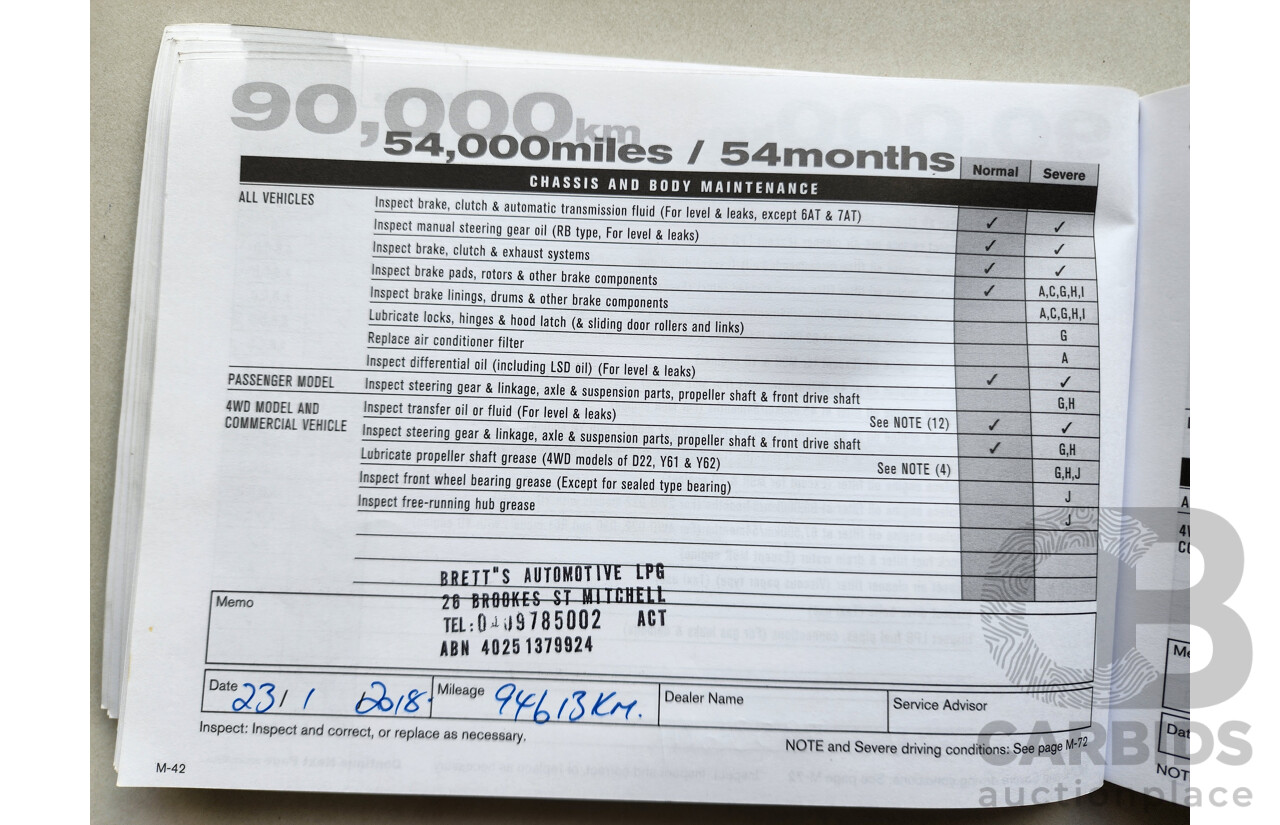 90,000km
54,000miles / 54months
Normal Severe
CHASSIS AND BODY MAINTENANCE
ALL VEHICLES
Inspect brake, clutch & automatic transmission fluid (For level & leaks, except 6AT & 7AT) ✓ ✓
Inspect manual steering gear oil (RB type, For level & leaks) ✓ ✓
Inspect brake, clutch & exhaust systems ✓ ✓
Inspect brake pads, rotors & other brake components ✓ A,C,G,H,I
Inspect brake linings, drums & other brake components A,C,G,H,I
Lubricate locks, hinges & hood latch (& sliding door rollers and links) G
Replace air conditioner filter A
Inspect differential oil (including LSD oil) (For level & leaks) ✓ ✓
PASSENGER MODEL Inspect steering gear & linkage, axle & suspension parts, propeller shaft & front drive shaft G,H
4WD MODEL AND
COMMERCIAL VEHICLE
Inspect transfer oil or fluid (For level & leaks) See NOTE (12) ✓ ✓
Inspect steering gear & linkage, axle & suspension parts, propeller shaft & front drive shaft ✓ G,H
Lubricate propeller shaft grease (4WD models of D22, Y61 & Y62) See NOTE (4) G,H,J
Inspect front wheel bearing grease (Except for sealed type bearing) J
Inspect free-running hub grease J
BRETT"S AUTOMOTIVE LPG
26 BROOKES ST MITCHELL
TEL: 9785002 ACT
ABN 40251379924
Memo
Date 23/1 2018. Mileage 94613KM. Dealer Name Service Advisor
Inspect: Inspect and correct, or replace as necessary.
NOTE and Severe driving conditions: See page M-72
M-42
CB
CARBIDS
auctionplace